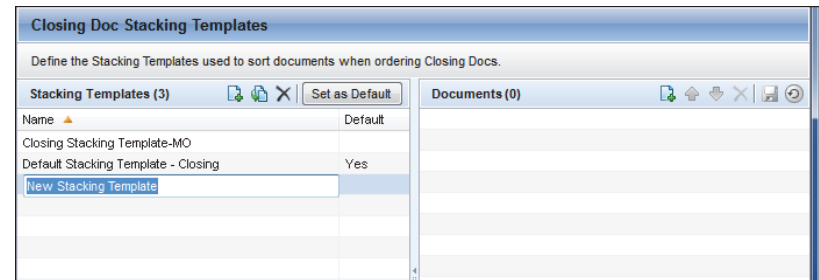 Closing Doc Stacking Templates
Define the Stacking Templates used to sort documents when ordering Closing Docs.
Stacking Templates (3) Set as Default Documents (0)
Name Default
Closing Stacking Template-MO
Default Stacking Template - Closing Yes
New Stacking Template